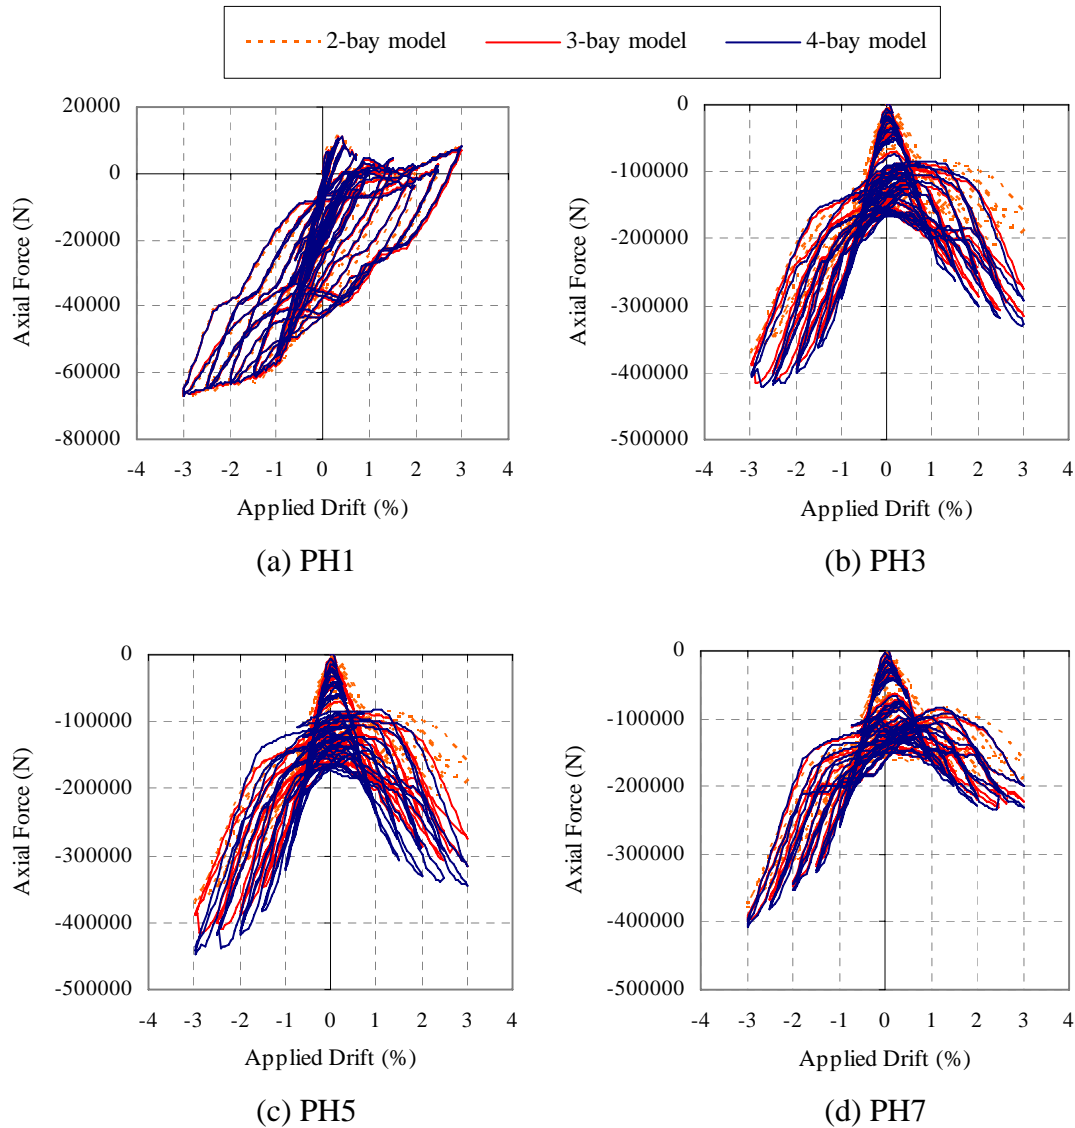 2-bay model 3-bay model 4-bay model
20000
0
-20000
-40000
-60000
-80000
-4 -3 -2 -1 0 1 2 3 4
Axial Force (N)
Applied Drift (%)
(a) PH1
0
-100000
-200000
-300000
-400000
-500000
-4 -3 -2 -1 0 1 2 3 4
Axial Force (N)
Applied Drift (%)
(b) PH3
0
-100000
-200000
-300000
-400000
-500000
-4 -3 -2 -1 0 1 2 3 4
Axial Force (N)
Applied Drift (%)
(c) PH5
0
-100000
-200000
-300000
-400000
-500000
-4 -3 -2 -1 0 1 2 3 4
Axial Force (N)
Applied Drift (%)
(d) PH7